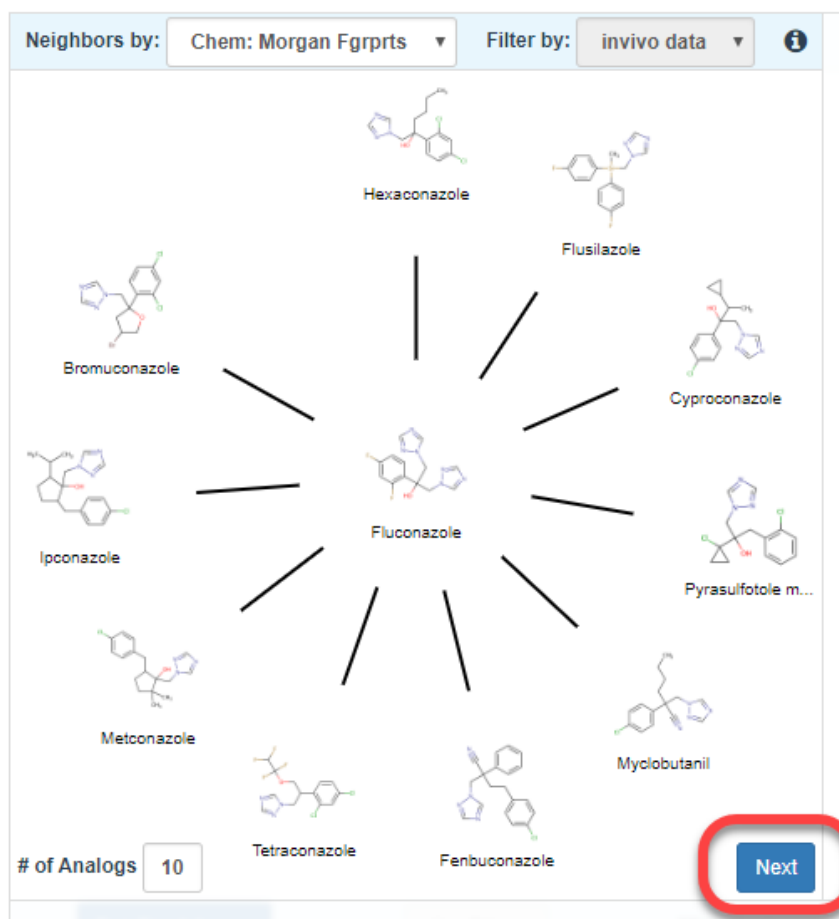 Neighbors by: Chem: Morgan Fgrprts Filter by: invivo data
Hexaconazole
Flusilazole
Bromuconazole
Cyproconazole
Fluconazole
Ipconazole
Pyrasulfotole m...
Metconazole
Myclobutanil
Tetraconazole
Fenbuconazole
# of Analogs 10 Next